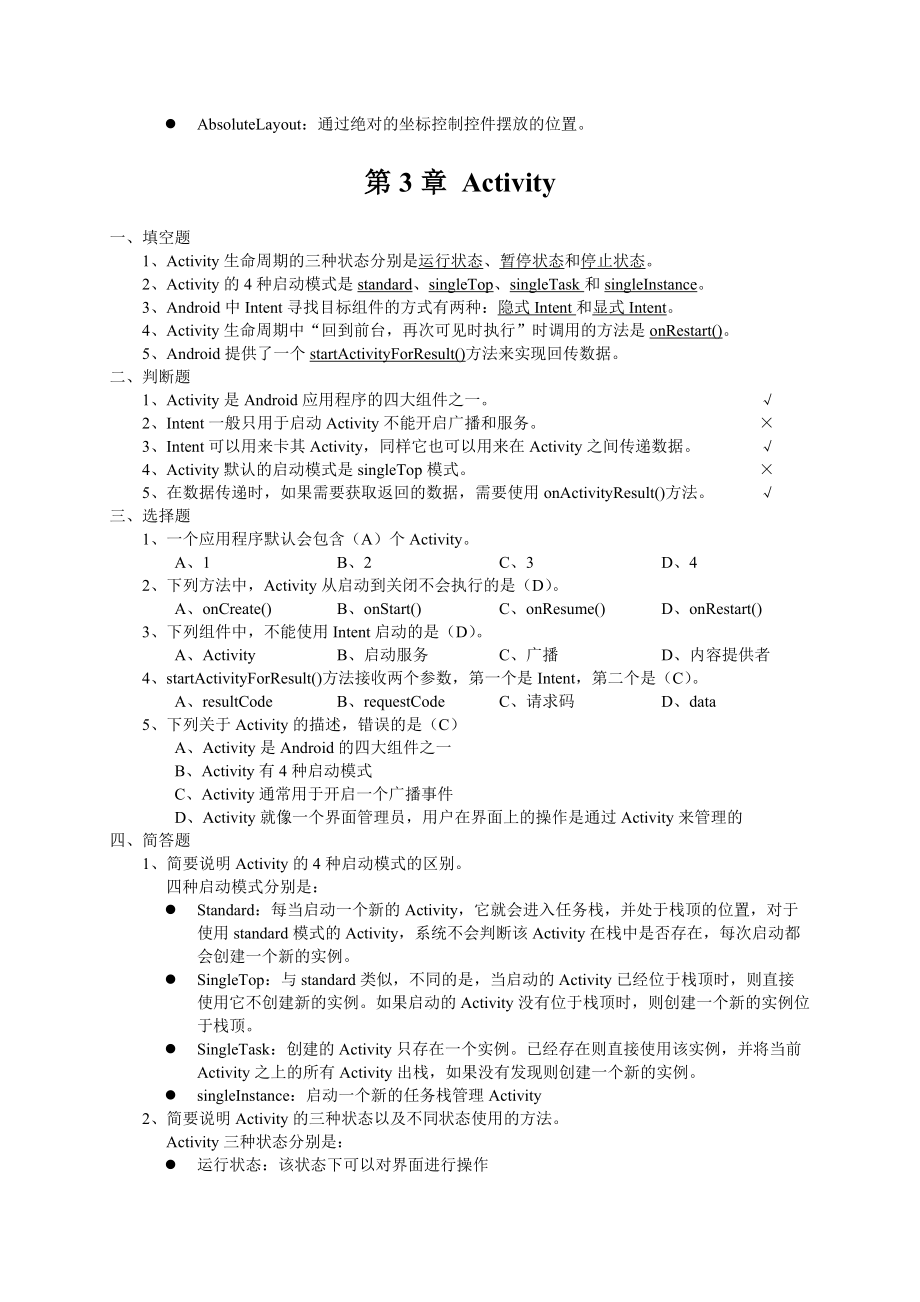 ● AbsoluteLayout：通过绝对的坐标控制控件摆放的位置。
第 3 章 Activity
一、填空题
1、Activity 生命周期的三种状态分别是运行状态、暂停状态和停止状态。
2、Activity 的 4 种启动模式是 standard、singleTop、singleTask 和 singleInstance。
3、Android 中 Intent 寻找目标组件的方式有两种：隐式 Intent 和显式 Intent。
4、Activity 生命周期中“回到前台，再次可见时执行”时调用的方法是 onRestart()。
5、Android 提供了一个 startActivityForResult()方法来实现回传数据。
二、判断题
1、Activity 是 Android 应用程序的四大组件之一。 √
2、Intent 一般只用于启动 Activity 不能开启广播和服务。 ×
3、Intent 可以用来卡其 Activity，同样它也可以用来在 Activity 之间传递数据。 √
4、Activity 默认的启动模式是 singleTop 模式。 ×
5、在数据传递时，如果需要获取返回的数据，需要使用 onActivityResult()方法。 √
三、选择题
1、一个应用程序默认会包含（A）个 Activity。
A、1 B、2 C、3 D、4
2、下列方法中，Activity 从启动到关闭不会执行的是（D）。
A、onCreate() B、onStart() C、onResume() D、onRestart()
3、下列组件中，不能使用 Intent 启动的是（D）。
A、Activity B、启动服务 C、广播 D、内容提供者
4、startActivityForResult()方法接收两个参数，第一个是 Intent，第二个是（C）。
A、resultCode B、requestCode C、请求码 D、data
5、下列关于 Activity 的描述，错误的是（C）
A、Activity 是 Android 的四大组件之一
B、Activity 有 4 种启动模式
C、Activity 通常用于开启一个广播事件
D、Activity 就像一个界面管理员，用户在界面上的操作是通过 Activity 来管理的
四、简答题
1、简要说明 Activity 的 4 种启动模式的区别。
四种启动模式分别是：
● Standard：每当启动一个新的 Activity，它就会进入任务栈，并处于栈顶的位置，对于
使用 standard 模式的 Activity，系统不会判断该 Activity 在栈中是否存在，每次启动都
会创建一个新的实例。
● SingleTop：与 standard 类似，不同的是，当启动的 Activity 已经位于栈顶时，则直接
使用它不创建新的实例。如果启动的 Activity 没有位于栈顶时，则创建一个新的实例位
于栈顶。
● SingleTask：创建的 Activity 只存在一个实例。已经存在则直接使用该实例，并将当前
Activity 之上的所有 Activity 出栈，如果没有发现则创建一个新的实例。
● singleInstance：启动一个新的任务栈管理 Activity
2、简要说明 Activity 的三种状态以及不同状态使用的方法。
Activity 三种状态分别是：
● 运行状态：该状态下可以对界面进行操作